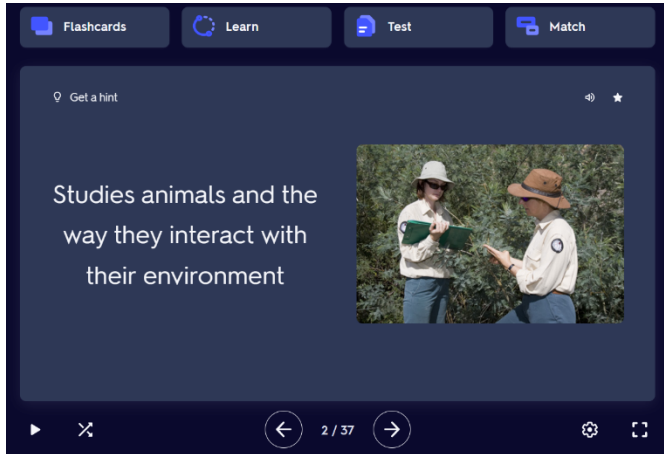 Flashcards
Learn
Test
Match
Get a hint
Studies animals and the
way they interact with
their environment
2 / 37